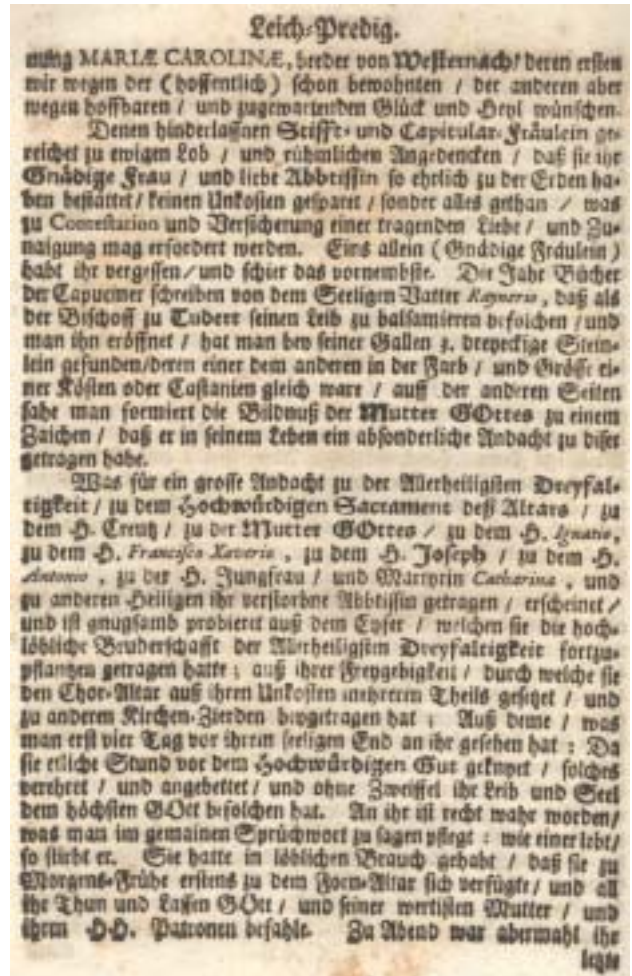 Leich-Predig.
nung MARIÆ CAROLINÆ, herder von Westernach/ deren ersten
wir wegen der (hoffentlich) schon bewohnten / der anderen aber
wegen hoffbaren / und zugewartenden Glück und Heyl wünschen.
Denen hinderlaßnen Stifft- und Capitular-Fräulein ge-
reichet zu ewigen Lob / und rühmlichen Angedencken / daß sie ihr
Gnädige Frau / und liebe Abbtissin so ehrlich zu der Erden ha-
ben bestättet/ keinen Unkosten gesparet / sonder alles gethan / was
zu Contestation und Versicherung einer tragenden Liebe / und Zu-
naigung mag erfordert werden. Eins allein (Gnädige Fräulein)
habt ihr vergessen/ und schier das vornembste. Die Jahr Bücher
der Capuciner schreiben von dem Seeligen Vatter Raynerio, daß als
der Bischoff zu Tudert seinen Leib zu balsamieren befolchen / und
man ihn eröffnet / hat man bey seiner Gallen 3. dreyeckige Stein-
lein gefunden/deren einer dem anderen in der Farb / und Grösse ei-
ner Kösten oder Castanien gleich ware / auff der anderen Seiten
sahe man formiert die Bildnuß der Mutter GOttes zu einem
Zaichen / daß er in seinem Leben ein absonderliche Andacht zu diser
getragen habe.
Was für ein grosse Andacht zu der Allerheiligsten Dreyfal-
tigkeit / zu dem Hochwürdigen Sacrament deß Altars / zu
dem H. Creutz / zu der Mutter GOttes / zu dem H. Ignatio,
zu dem H. Francisco Xaverio, zu dem H. Joseph / zu dem H.
Antonio, zu der H. Jungfrau / und Martyrin Catharina, und
zu anderen Heiligen ihr verstorbne Abbtissin getragen / erscheinet /
und ist gnugsamb probieret auß dem Eyfer / welchen sie die hoch-
löbliche Bruderschafft der Allerheiligsten Dreyfaltigkeit fortzu-
pflantzen getragen hatte; auß ihrer Freygebigkeit / durch welche sie
den Chor-Altar auß ihren Unkosten mehreren Theils gesetzet / und
zu anderen Kirchen-Zierden beygetragen hat; Auß deme / was
man erst vier Tag vor ihrem seeligen End an ihr gesehen hat: Da
sie etliche Stund vor dem Hochwürdigen Gut geknyet / solches
verehret / und angebettet / und ohne Zweiffel ihr Leib und Seel
dem höchsten GOtt befolchen hat. An ihr ist recht wahr worden/
was man im gemainen Sprüchwort zu sagen pflegt: wie einer lebt/
so stirbt er. Sie hatte in löblichen Brauch gehabt / daß sie zu
Morgens-Frühe erstens zu dem Altar sich verfügte/ und all
ihr Thun und Lassen GOtt / und seiner werthisten Mutter / und
ihrem HH. Patronen befahle. Zu Abend war abermahl ihr
letzte